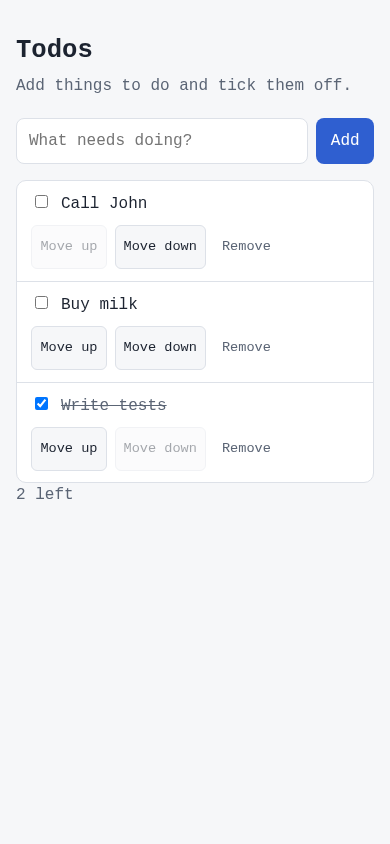 Todos
Add things to do and tick them off.
What needs doing? Add
Call John
Move up Move down Remove
Buy milk
Move up Move down Remove
Write tests
Move up Move down Remove
2 left